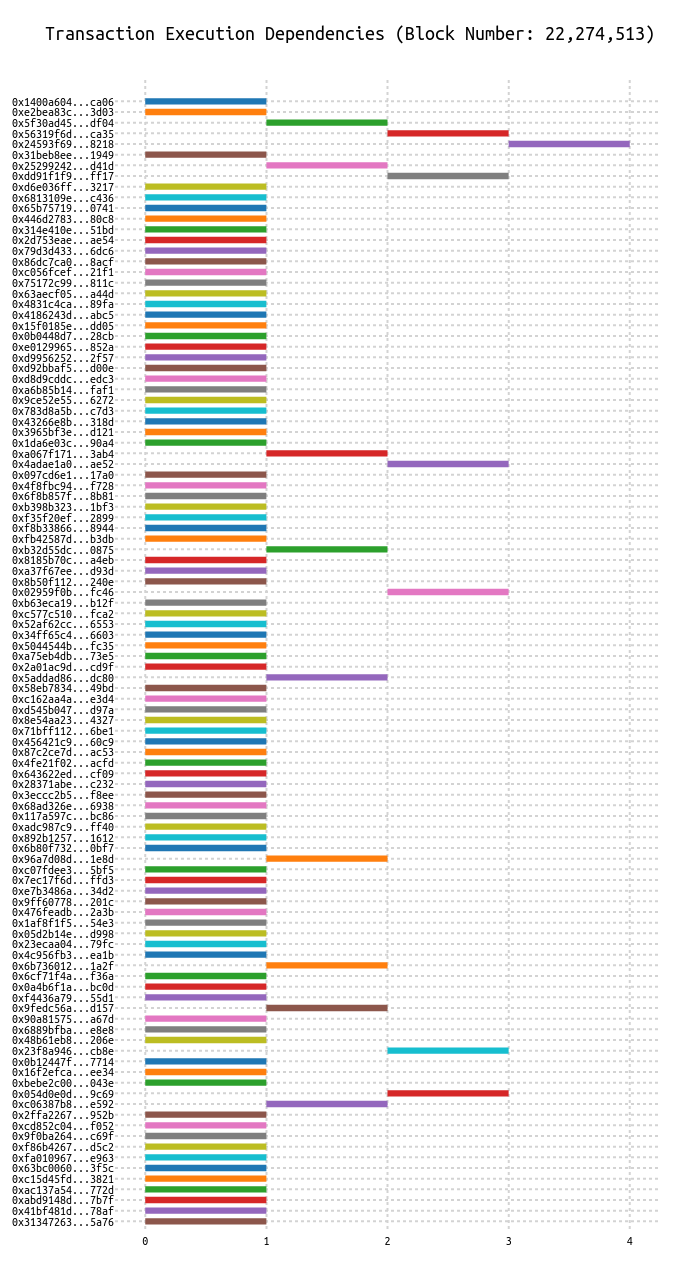 Transaction Execution Dependencies (Block Number: 22,274,513)
0x1400a604...ca06
0xe2bea83c...3d03
0x5f30ad45...df04
0x56319f6d...ca35
0x24593f69...8218
0x31beb8ee...1949
0x25299242...d41d
0xdd91f1f9...ff17
0xd6e036ff...3217
0x6813109e...c436
0x65b75719...0741
0x446d2783...80c8
0x314e410e...51bd
0x2d753eae...ae54
0x79d3d433...6dc6
0x86dc7ca0...8acf
0xc056fcef...21f1
0x75172c99...811c
0x63aecf05...a44d
0x4831c4ca...89fa
0x4186243d...abc5
0x15f0185e...dd05
0x0b0448d7...28cb
0xe0129965...852a
0xd9956252...2f57
0xd92bbaf5...d00e
0xd8d9cddc...edc3
0xa6b85b14...faf1
0x9ce52e55...6272
0x783d8a5b...c7d3
0x43266e8b...318d
0x3965bf3e...d121
0x1da6e03c...90a4
0xa067f171...3ab4
0x4adae1a0...ae52
0x097cd6e1...17a0
0x4f8fbc94...f728
0x6f8b857f...8b81
0xb398b323...1bf3
0xf35f20ef...2899
0xf8b33866...8944
0xfb42587d...b3db
0xb32d55dc...0875
0x8185b70c...a4eb
0xa37f67ee...d93d
0x8b50f112...240e
0x02959f0b...fc46
0xb63eca19...b12f
0xc577c510...fca2
0x52af62cc...6553
0x34ff65c4...6603
0x5044544b...fc35
0xa75eb4db...73e5
0x2a01ac9d...cd9f
0x5addad86...dc80
0x58eb7834...49bd
0xc162aa4a...e3d4
0xd545b047...d97a
0x8e54aa23...4327
0x71bff112...6be1
0x456421c9...60c9
0x87c2ce7d...ac53
0x4fe21f02...acfd
0x643622ed...cf09
0x28371abe...c232
0x3eccc2b5...f8ee
0x68ad326e...6938
0x117a597c...bc86
0xadc987c9...ff40
0x892b1257...1612
0x6b80f732...0bf7
0x96a7d08d...1e8d
0xc07fdee3...5bf5
0x7ec17f6d...ffd3
0xe7b3486a...34d2
0x9ff60778...201c
0x476feadb...2a3b
0x1af8f1f5...54e3
0x05d2b14e...d998
0x23ecaa04...79fc
0x4c956fb3...ea1b
0x6b736012...1a2f
0x6cf71f4a...f36a
0x0a4b6f1a...bc0d
0xf4436a79...55d1
0x9fedc56a...d157
0x90a81575...a67d
0x6889bfba...e8e8
0x48b61eb8...206e
0x23f8a946...cb8e
0x0b12447f...7714
0x16f2efca...ee34
0xbebe2c00...043e
0x054d0e0d...9c69
0xc06387b8...e592
0x2ffa2267...952b
0xcd852c04...f052
0x9f0ba264...c69f
0xf86b4267...d5c2
0xfa010967...e963
0x63bc0060...3f5c
0xc15d45fd...3821
0xac137a54...772d
0xabd9148d...7b7f
0x41bf481d...78af
0x31347263...5a76
0 1 2 3 4